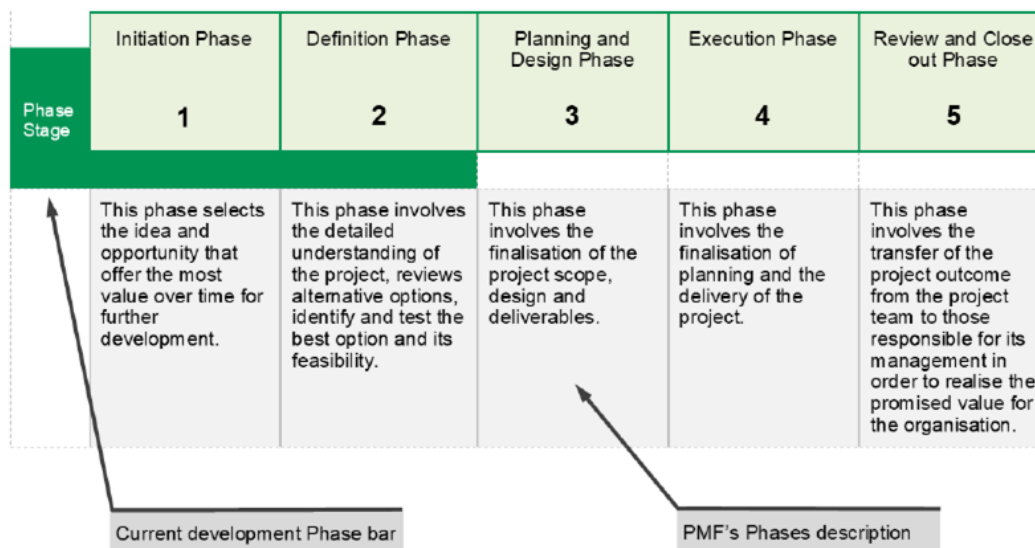 Phase
Stage
Initiation Phase
1
Definition Phase
2
Planning and
Design Phase
3
Execution Phase
4
Review and Close
out Phase
5
This phase selects
the idea and
opportunity that
offer the most
value over time for
further
development.
This phase involves
the detailed
understanding of
the project, reviews
alternative options,
identify and test the
best option and its
feasibility.
This phase
involves the
finalisation of the
project scope,
design and
deliverables.
This phase
involves the
finalisation of
planning and the
delivery of the
project.
This phase
involves the
transfer of the
project outcome
from the project
team to those
responsible for its
management in
order to realise the
promised value for
the organisation.
Current development Phase bar
PMF's Phases description